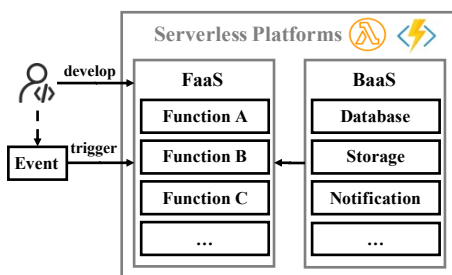 Serverless Platforms
develop
FaaS
BaaS
Function A
Database
Event
trigger
Function B
Storage
Function C
Notification
...
...